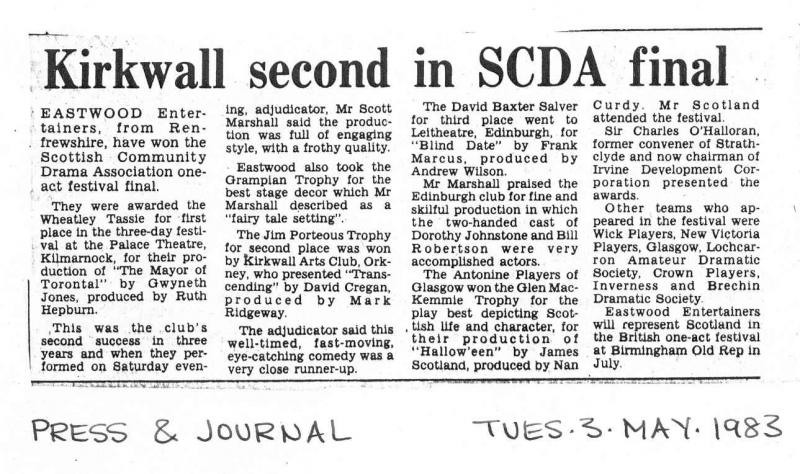 Kirkwall second in SCDA final
EASTWOOD Enter-
tainers, from Ren-
frewshire, have won the
Scottish Community
Drama Association one-
act festival final.
They were awarded the
Wheatley Tassie for first
place in the three-day festi-
val at the Palace Theatre,
Kilmarnock, for their pro-
duction of "The Mayor of
Torontal" by Gwyneth
Jones, produced by Ruth
Hepburn.
This was the club's
second success in three
years and when they per-
formed on Saturday even-
ing, adjudicator, Mr Scott
Marshall said the produc-
tion was full of engaging
style, with a frothy quality.
Eastwood also took the
Grampian Trophy for the
best stage decor which Mr
Marshall described as a
"fairy tale setting".
The Jim Porteous Trophy
for second place was won
by Kirkwall Arts Club, Ork-
ney, who presented "Trans-
cending" by David Cregan,
produced by Mark
Ridgeway.
The adjudicator said this
well-timed, fast-moving,
eye-catching comedy was a
very close runner-up.
The David Baxter Salver
for third place went to
Leitheatre, Edinburgh, for
"Blind Date" by Frank
Marcus, produced by
Andrew Wilson.
Mr Marshall praised the
Edinburgh club for fine and
skilful production in which
the two-handed cast of
Dorothy Johnstone and Bill
Robertson were very
accomplished actors.
The Antonine Players of
Glasgow won the Glen Mac-
Kemmie Trophy for the
play best depicting Scot-
tish life and character, for
their production of
"Hallow'een" by James
Scotland, produced by Nan
Curdy. Mr Scotland
attended the festival.
Sir Charles O'Halloran,
former convener of Strath-
clyde and now chairman of
Irvine Development Cor-
poration presented the
awards.
Other teams who ap-
peared in the festival were
Wick Players, New Victoria
Players, Glasgow, Lochcar-
ron Amateur Dramatic
Society, Crown Players,
Inverness and Brechin
Dramatic Society.
Eastwood Entertainers
will represent Scotland in
the British one-act festival
at Birmingham Old Rep in
July.
PRESS & JOURNAL
TUES. 3. MAY. 1983